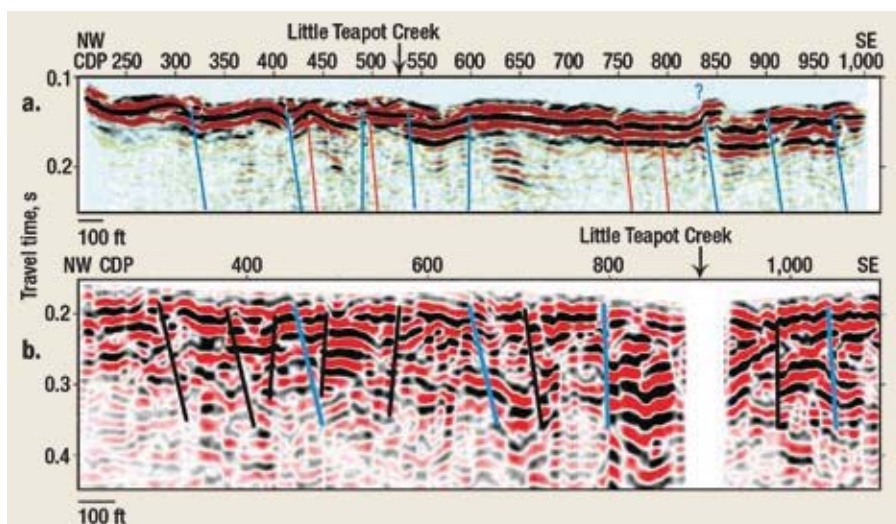 Little Teapot Creek
NW SE
CDP 250 300 350 400 450 500 550 600 650 700 750 800 850 900 950 1,000
0.1
?
a.
0.2
100 ft
Little Teapot Creek
NW CDP 400 600 800 1,000 SE
0.2
b.
0.3
0.4
100 ft
Travel time, s